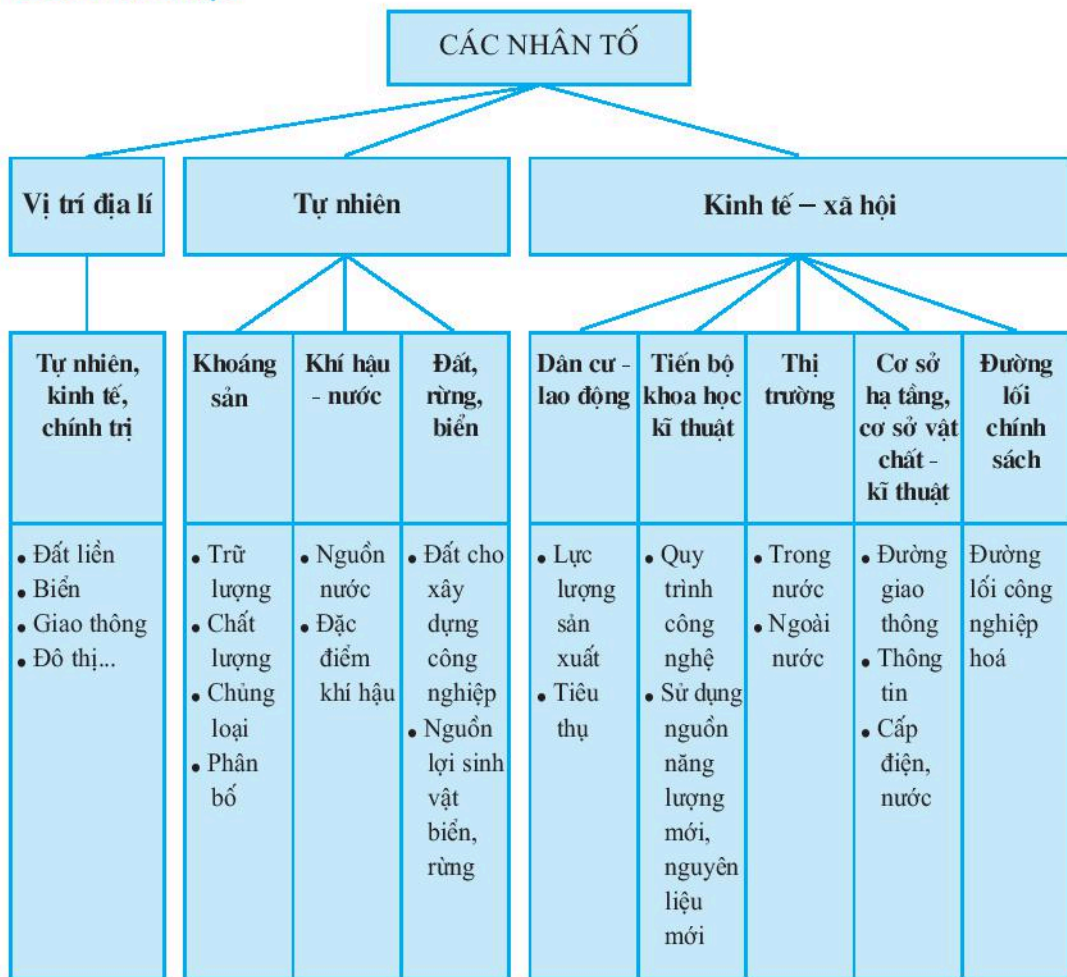 CÁC NHÂN TỐ
Vị trí địa lí
Tự nhiên
Kinh tế – xã hội
Tự nhiên,
kinh tế,
chính trị
Khoáng
sản
Khí hậu
- nước
Đất,
rừng,
biển
Dân cư -
lao động
Tiến bộ
khoa học
kĩ thuật
Thị
trường
Cơ sở
hạ tầng,
cơ sở vật
chất -
kĩ thuật
Đường
lối
chính
sách
• Đất liền
• Biển
• Giao thông
• Đô thị...
• Trữ
lượng
• Chất
lượng
• Chủng
loại
• Phân
bố
• Nguồn
nước
• Đặc
điểm
khí hậu
• Đất cho
xây
dựng
công
nghiệp
• Nguồn
lợi sinh
vật
biển,
rừng
• Lực
lượng
sản
xuất
• Tiêu
thụ
• Quy
trình
công
nghệ
• Sử dụng
nguồn
năng
lượng
mới,
nguyên
liệu
mới
• Trong
nước
• Ngoài
nước
• Đường
giao
thông
• Thông
tin
• Cấp
điện,
nước
Đường
lối công
nghiệp
hoá